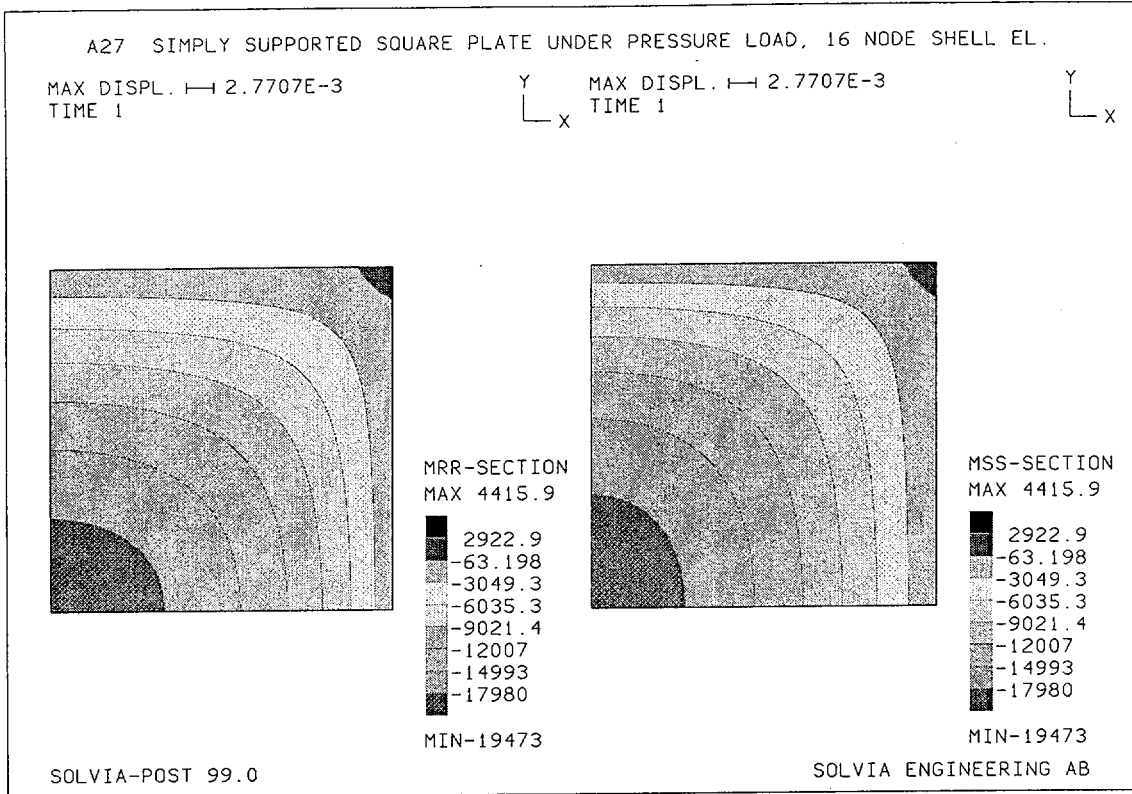 A27 SIMPLY SUPPORTED SQUARE PLATE UNDER PRESSURE LOAD, 16 NODE SHELL EL.
MAX DISPL. 2.7707E-3
TIME 1
Y
X
MAX DISPL. 2.7707E-3
TIME 1
Y
X
MRR-SECTION
MAX 4415.9
2922.9
-63.198
-3049.3
-6035.3
-9021.4
-12007
-14993
-17980
MIN-19473
MSS-SECTION
MAX 4415.9
2922.9
-63.198
-3049.3
-6035.3
-9021.4
-12007
-14993
-17980
MIN-19473
SOLVIA-POST 99.0
SOLVIA ENGINEERING AB